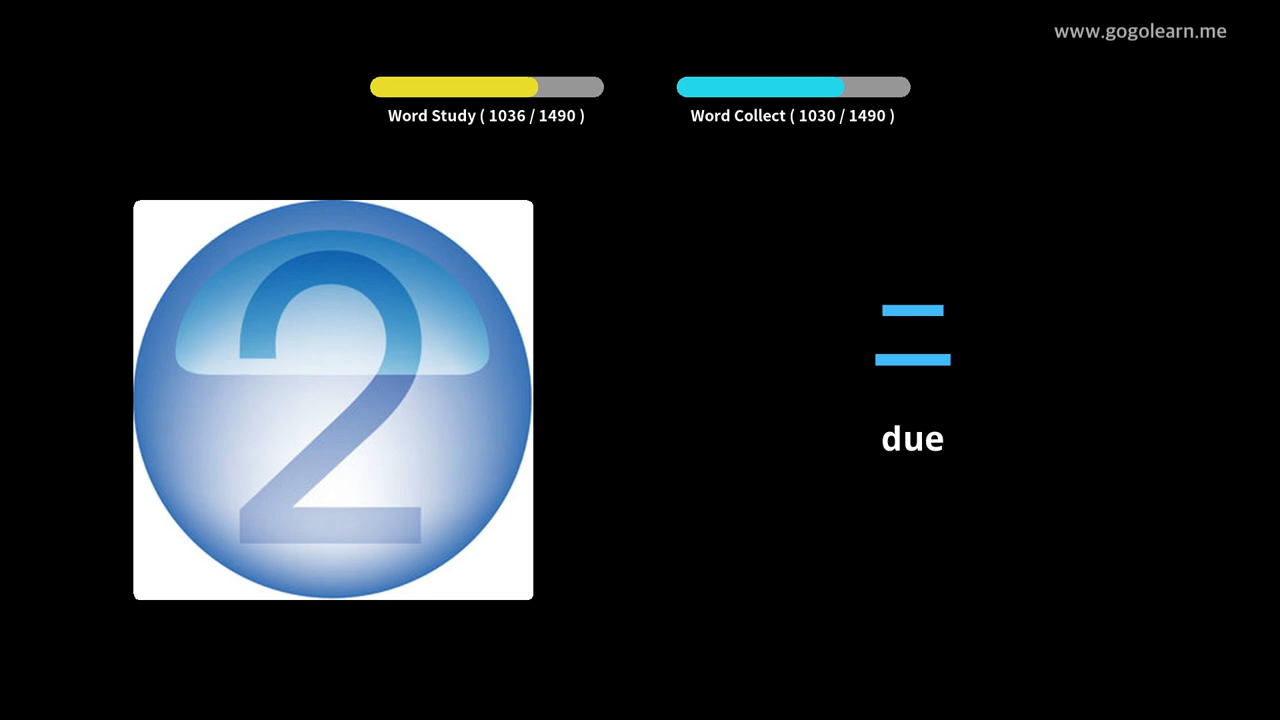 www.gogolearn.me
Word Study ( 1036 / 1490 )
Word Collect ( 1030 / 1490 )
2
二
due